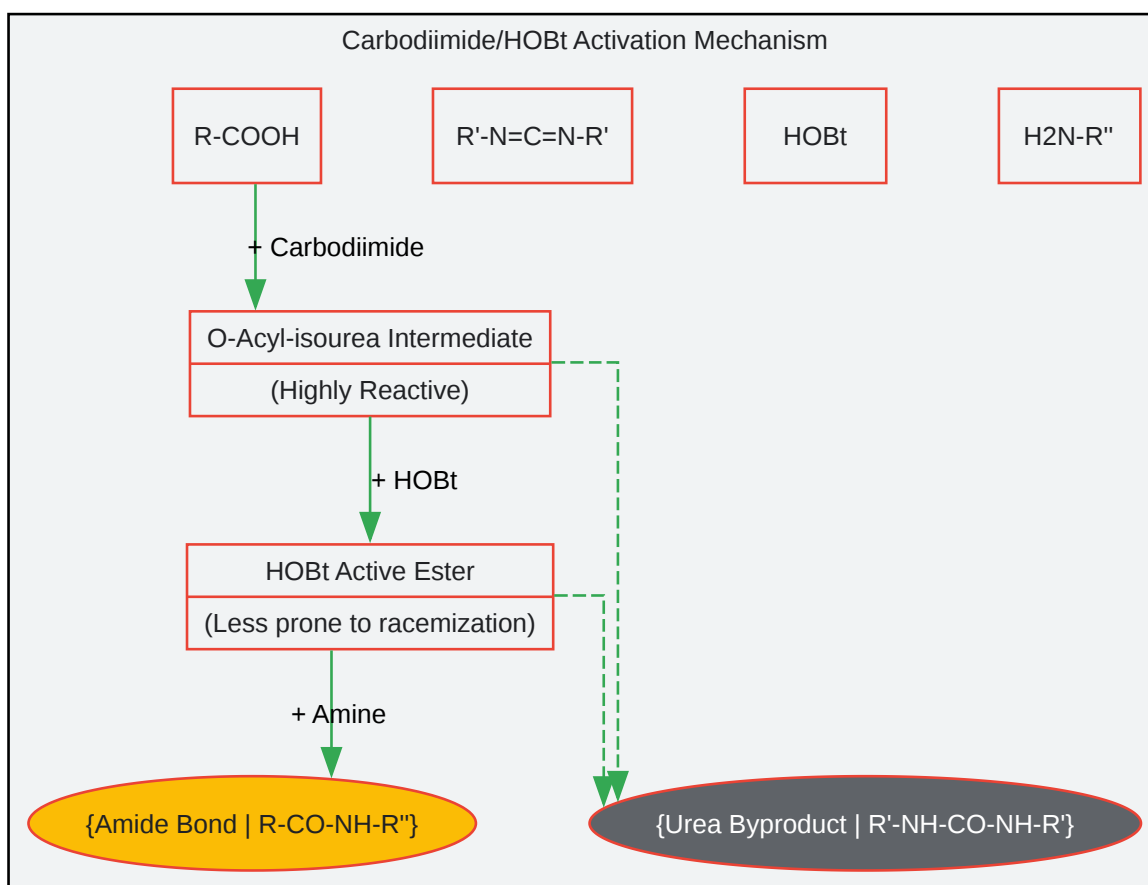 Carbodiimide/HOBt Activation Mechanism
R-COOH
R'-N=C=N-R'
HOBt
H2N-R"
+ Carbodiimide
O-Acyl-isourea Intermediate
(Highly Reactive)
+ HOBt
HOBt Active Ester
(Less prone to racemization)
+ Amine
{Amide Bond | R-CO-NH-R"}
{Urea Byproduct | R'-NH-CO-NH-R'}